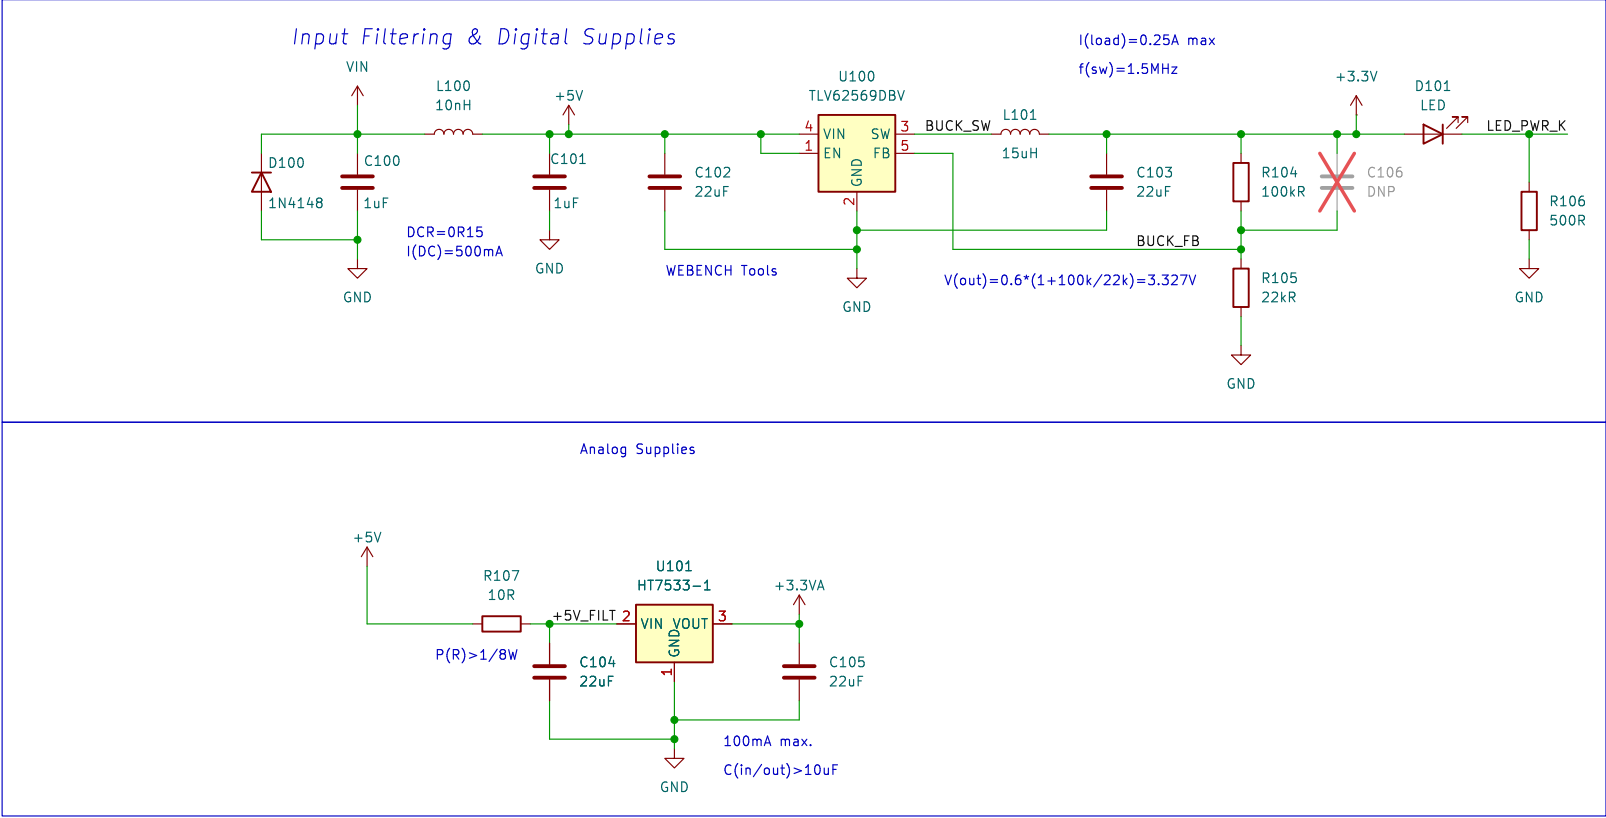 Input Filtering & Digital Supplies
I(load)=0.25A max
f(sw)=1.5MHz
VIN
L100
10nH
+5V
U100
TLV62569DBV
+3.3V
D101
LED
D100
1N4148
C100
1uF
C101
1uF
C102
22uF
4 VIN SW 3
1 EN FB 5
GND
2
BUCK_SW
L101
15uH
C103
22uF
R104
100kR
C106
DNP
LED_PWR_K
R106
500R
DCR=0R15
I(DC)=500mA
BUCK_FB
GND
GND
WEBENCH Tools
GND
V(out)=0.6*(1+100k/22k)=3.327V
R105
22kR
GND
GND
Analog Supplies
+5V
R107
10R
+5V_FILT
U101
HT7533-1
2 VIN VOUT 3
GND
1
+3.3VA
P(R)>1/8W
C104
22uF
C105
22uF
100mA max.
C(in/out)>10uF
GND